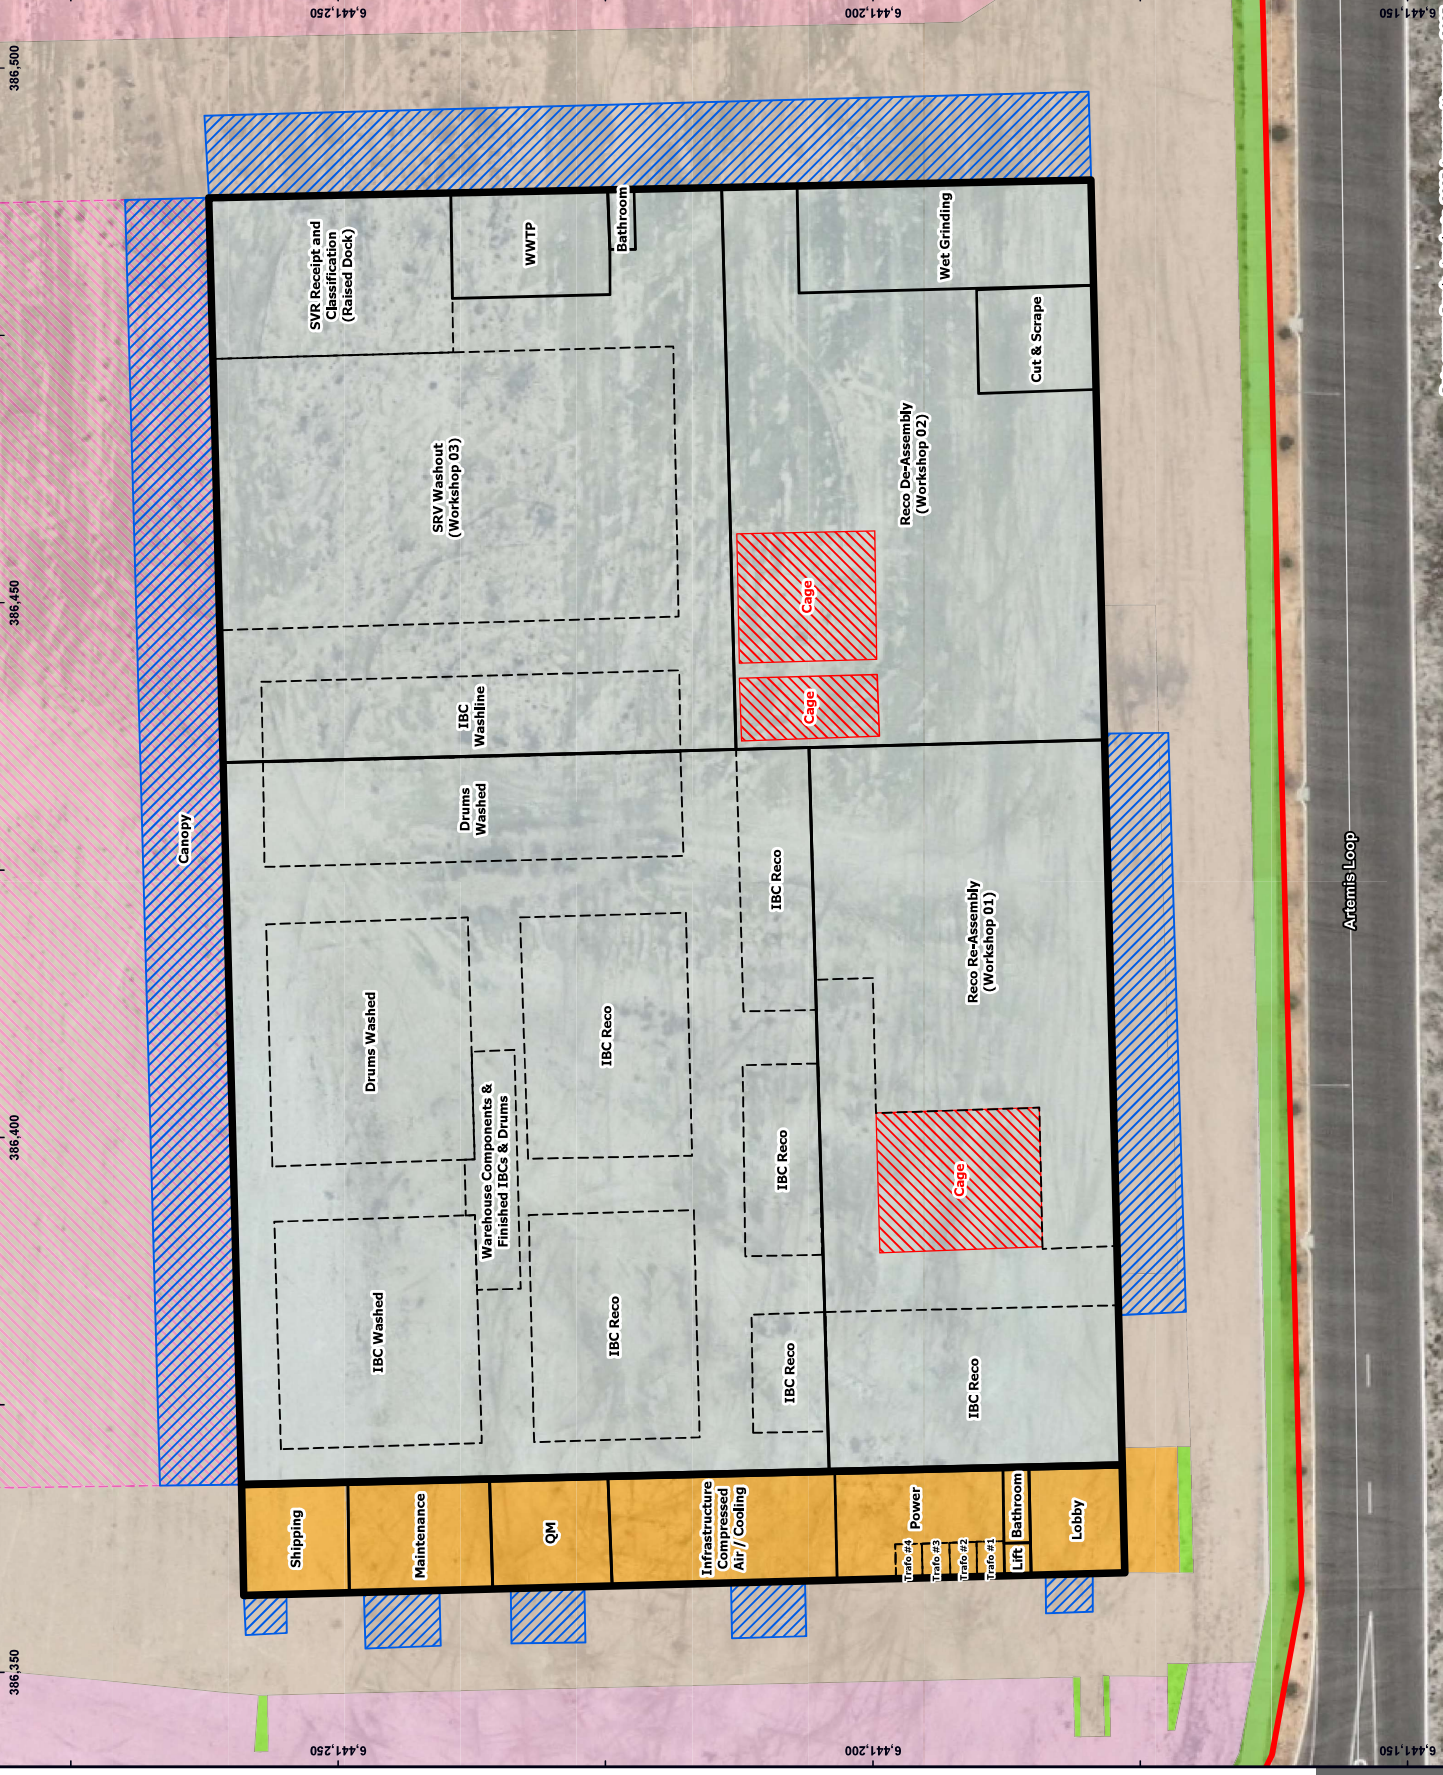 6,441,250
6,441,200
6,441,150
386,500
SVR Receipt and
Classification
(Raised Dock)
WWTP
Bathroom
Wet Grinding
Cut & Scrape
SRV Washout
(Workshop 03)
Reco De-Assembly
(Workshop 02)
386,450
Cage
Cage
IBC
Washline
Canopy
Drums
Washed
IBC Reco
Reco Re-Assembly
(Workshop 01)
Artemis Loop
Drums Washed
IBC Reco
386,400
Warehouse Components &
Finished IBCs & Drums
IBC Reco
Cage
IBC Washed
IBC Reco
IBC Reco
IBC Reco
Shipping
Maintenance
QM
Infrastructure
Compressed
Air / Cooling
Power
Trafo #4
Trafo #3
Trafo #2
Trafo #1
Bathroom
Lift
Lobby
386,350
6,441,250
6,441,200
6,441,150